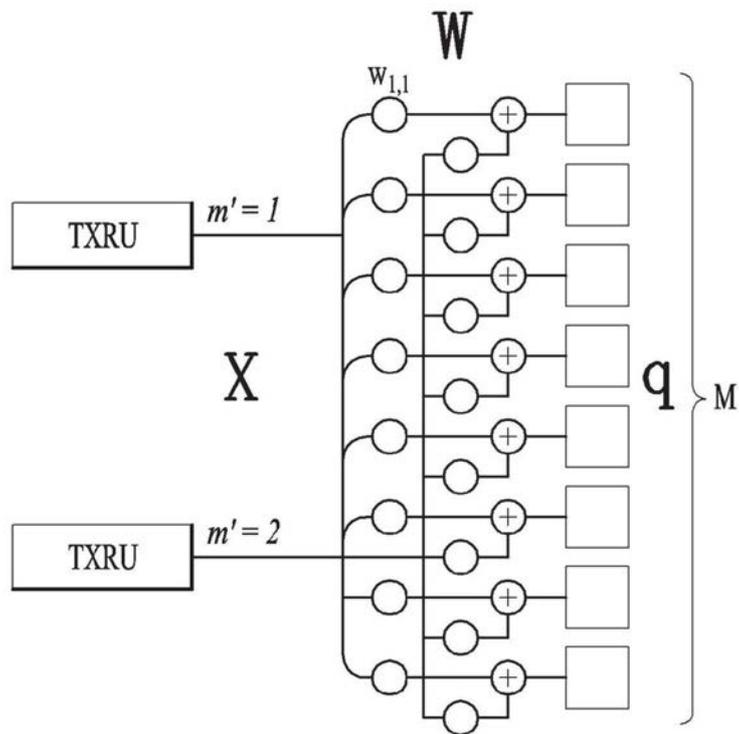 W
w1,1
m' = 1
TXRU
X
q
M
m' = 2
TXRU